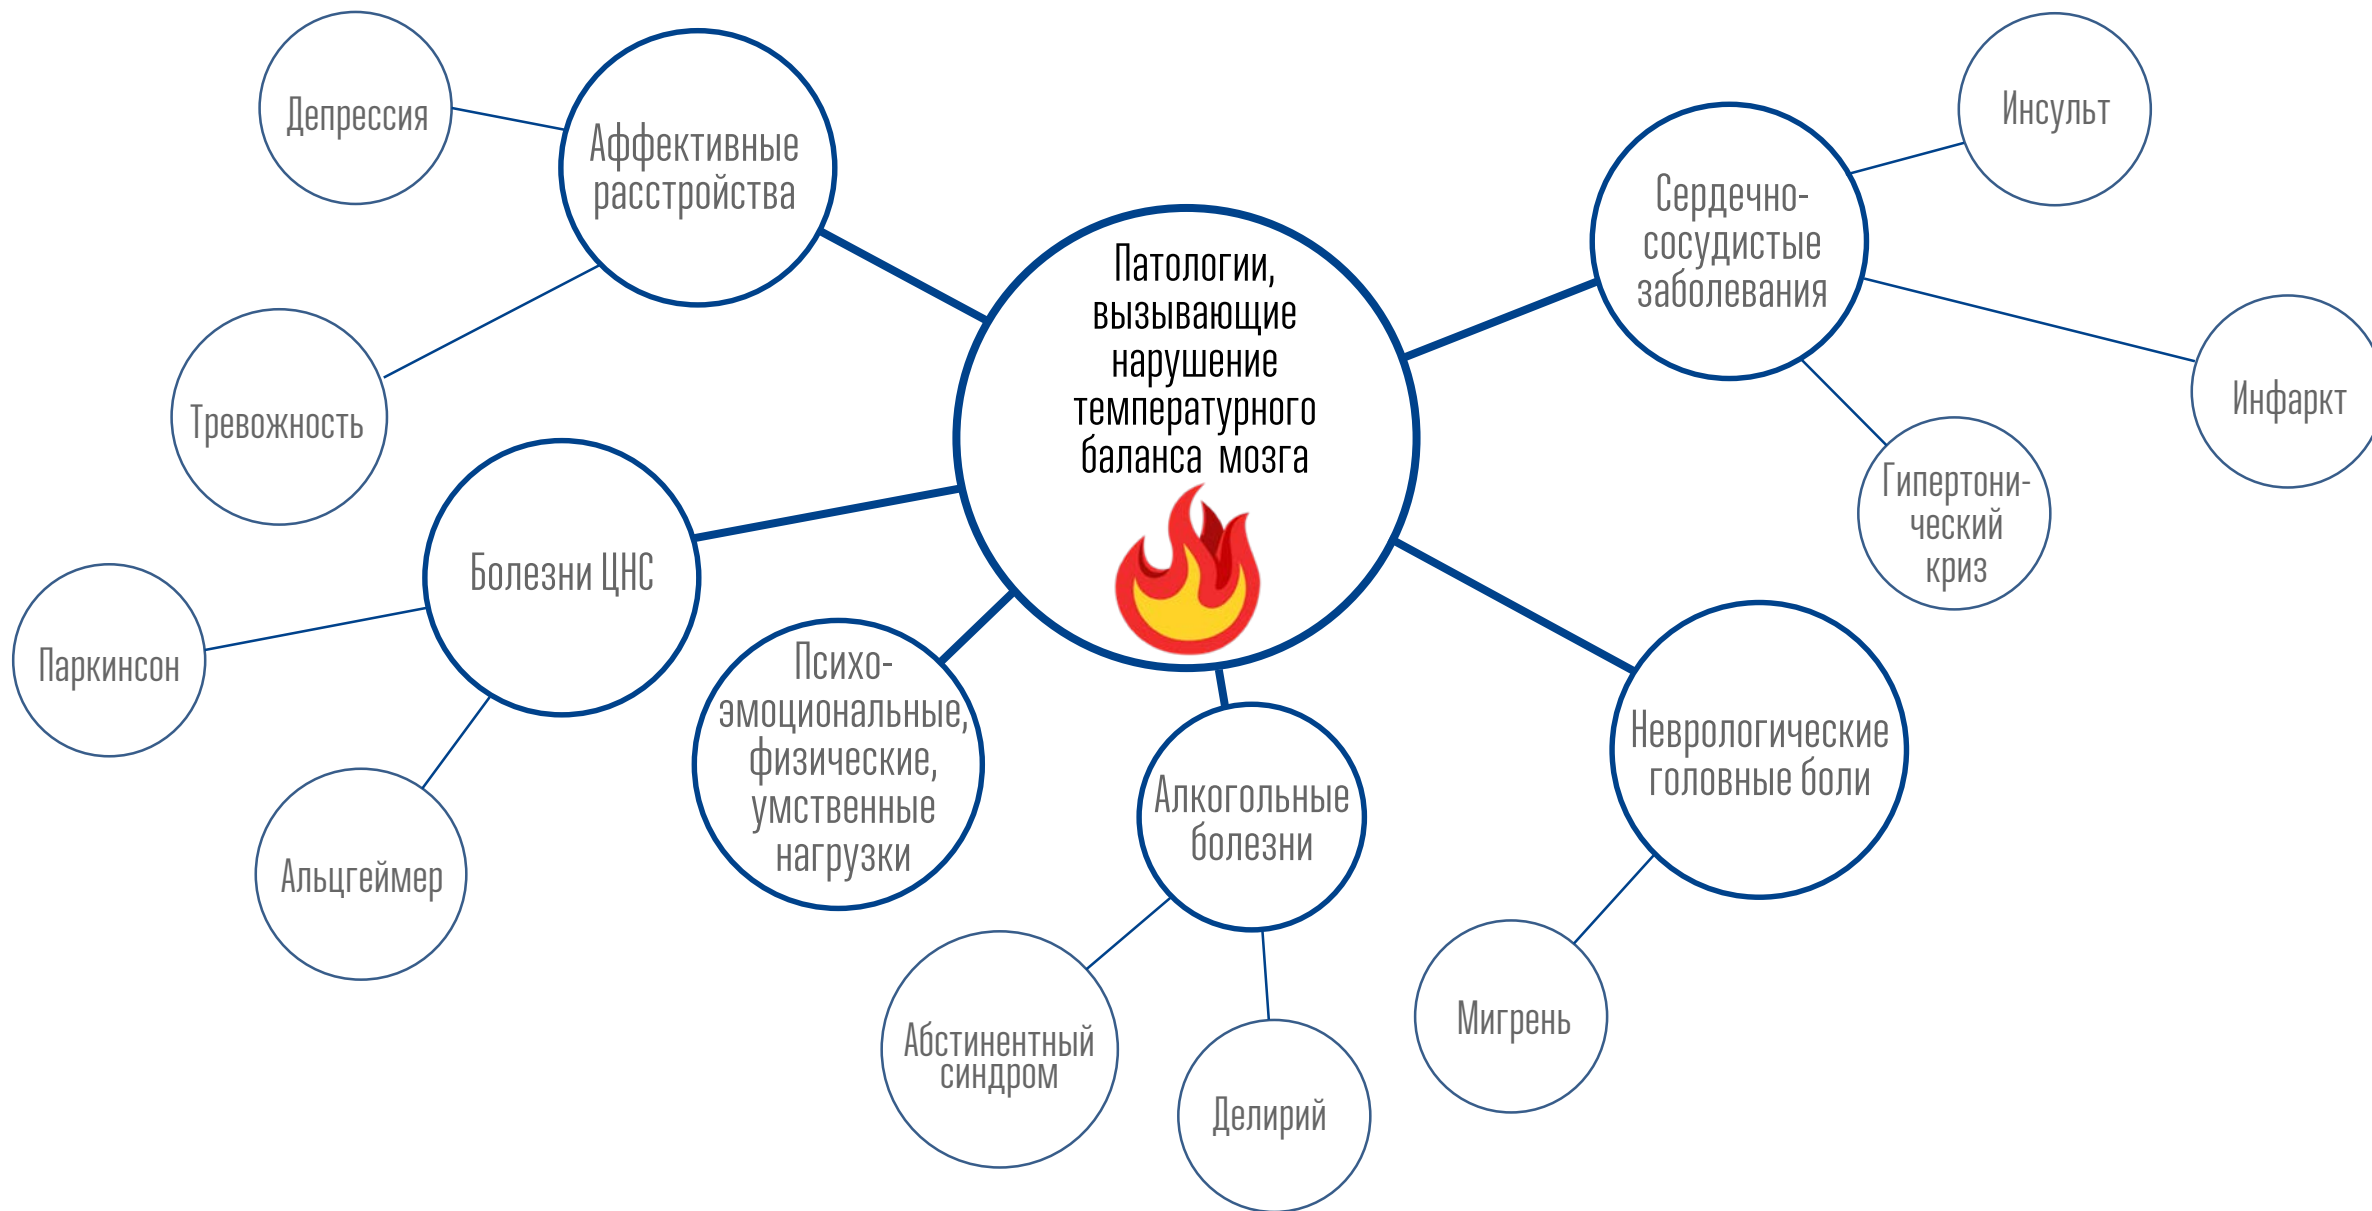 Депрессия
Аффективные
расстройства
Тревожность
Болезни ЦНС
Паркинсон
Альцгеймер
Патологии,
вызывающие
нарушение
температурного
баланса мозга
Психо-
эмоциональные,
физические,
умственные
нагрузки
Алкогольные
болезни
Абстинентный
синдром
Делирий
Сердечно-
сосудистые
заболевания
Инсульт
Инфаркт
Гипертони-
ческий
криз
Неврологические
головные боли
Мигрень